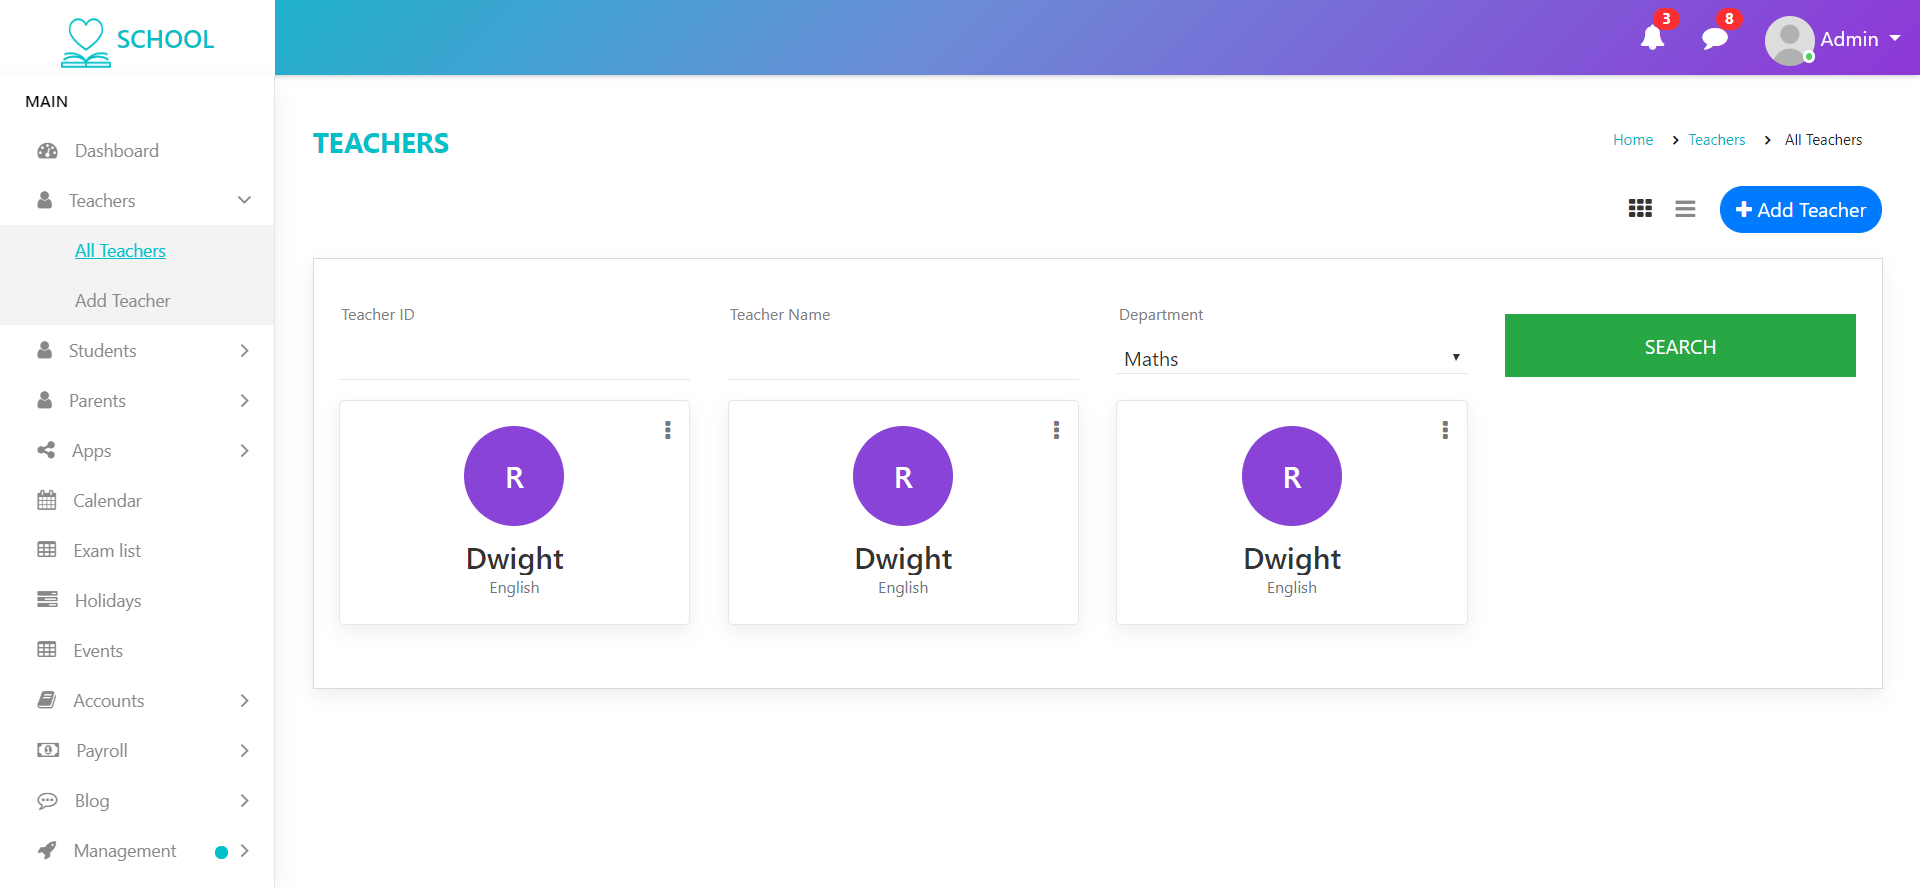 SCHOOL
3
8
Admin
MAIN
Dashboard
Teachers
All Teachers
Add Teacher
Students
Parents
Apps
Calendar
Exam list
Holidays
Events
Accounts
Payroll
Blog
Management
TEACHERS
Home
Teachers
All Teachers
Add Teacher
Teacher ID
Teacher Name
Department
Maths
SEARCH
R
Dwight
English
R
Dwight
English
R
Dwight
English